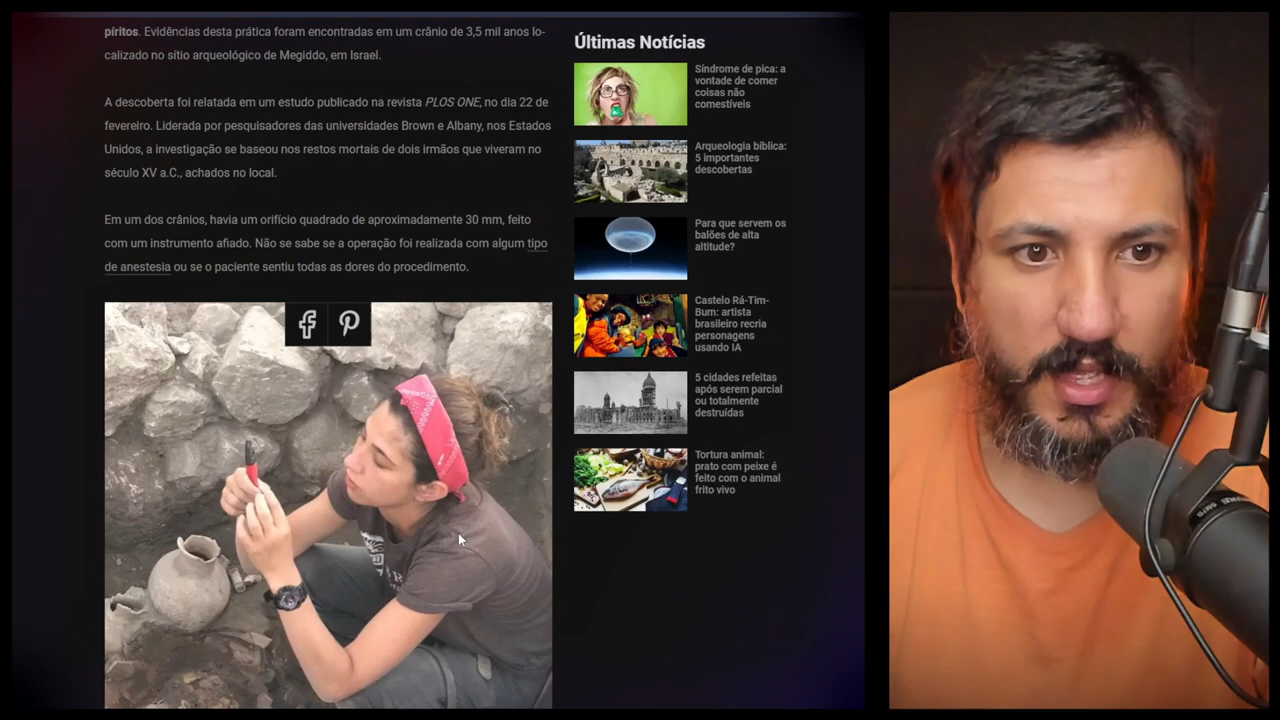 píritos. Evidências desta prática foram encontradas em um crânio de 3,5 mil anos lo-
calizado no sítio arqueológico de Megiddo, em Israel.
A descoberta foi relatada em um estudo publicado na revista PLOS ONE, no dia 22 de
fevereiro. Liderada por pesquisadores das universidades Brown e Albany, nos Estados
Unidos, a investigação se baseou nos restos mortais de dois irmãos que viveram no
século XV a.C., achados no local.
Em um dos crânios, havia um orifício quadrado de aproximadamente 30 mm, feito
com um instrumento afiado. Não se sabe se a operação foi realizada com algum tipo
de anestesia ou se o paciente sentiu todas as dores do procedimento.
Últimas Notícias
Síndrome de pica: a
vontade de comer
coisas não
comestíveis
Arqueologia bíblica:
5 importantes
descobertas
Para que servem os
balões de alta
altitude?
Castelo Rá-Tim-
Bum: artista
brasileiro recria
personagens
usando IA
5 cidades refeitas
após serem parcial
ou totalmente
destruídas
Tortura animal:
prato com peixe é
feito com o animal
frito vivo